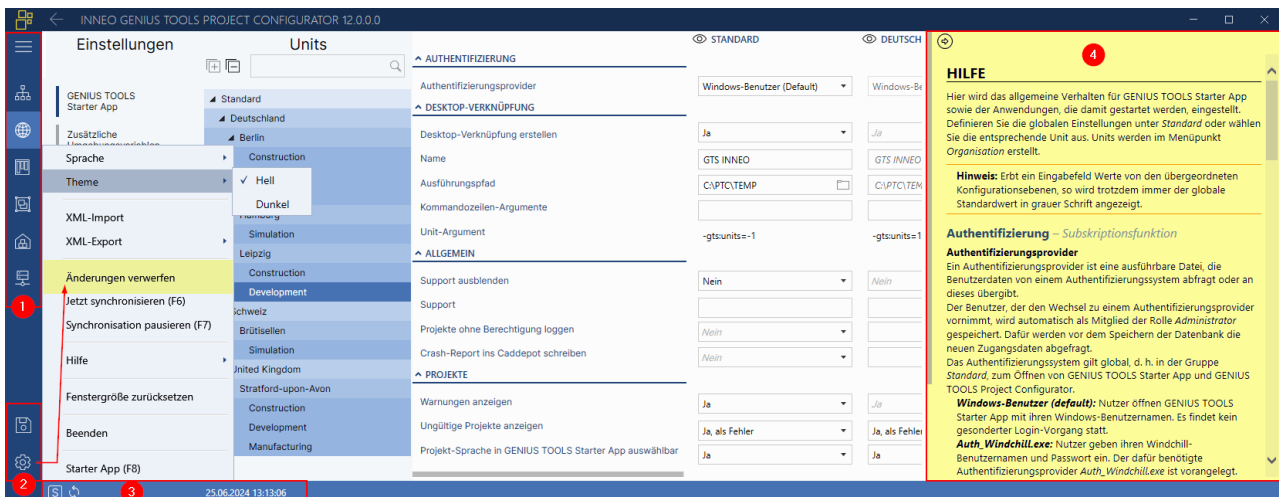 INNEO GENIUS TOOLS PROJECT CONFIGURATOR 12.0.0.0
Einstellungen
GENIUS TOOLS
Starter App
Zusätzliche
Umgebungsvariablen
Sprache
Theme
✓ Hell
Dunkel
XML-Import
XML-Export
Änderungen verwerfen
Jetzt synchronisieren (F6)
Synchronisation pausieren (F7)
Hilfe
Fenstergröße zurücksetzen
Beenden
Starter App (F8)
1
2
3
S
25.06.2024 13:13:06
Units
Standard
Deutschland
Berlin
Construction
Hamburg
Simulation
Leipzig
Construction
Development
Schweiz
Brütisellen
Simulation
United Kingdom
Stratford-upon-Avon
Construction
Development
Manufacturing
STANDARD
DEUTSCH
AUTHENTIFIZIERUNG
Authentifizierungsprovider
Windows-Benutzer (Default)
Windows-Be
DESKTOP-VERKNÜPFUNG
Desktop-Verknüpfung erstellen
Ja
Ja
Name
GTS INNEO
GTS INNEO
Ausführungspfad
C:\PTC\TEMP
C:\PTC\TEM
Kommandozeilen-Argumente
Unit-Argument
-gts:units=-1
-gts:units=1
ALLGEMEIN
Support ausblenden
Nein
Nein
Support
Projekte ohne Berechtigung loggen
Nein
Crash-Report ins Caddepot schreiben
Nein
PROJEKTE
Warnungen anzeigen
Ja
Ja
Ungültige Projekte anzeigen
Ja, als Fehler
Ja, als Fehler
Projekt-Sprache in GENIUS TOOLS Starter App auswählbar
Ja
Ja
4
HILFE
Hier wird das allgemeine Verhalten für GENIUS TOOLS Starter App
sowie der Anwendungen, die damit gestartet werden, eingestellt.
Definieren Sie die globalen Einstellungen unter Standard oder wählen
Sie die entsprechende Unit aus. Units werden im Menüpunkt
Organisation erstellt.
Hinweis: Erbt ein Eingabefeld Werte von den übergeordneten
Konfigurationsebenen, so wird trotzdem immer der globale
Standardwert in grauer Schrift angezeigt.
Authentifizierung – Subskriptionsfunktion
Authentifizierungsprovider
Ein Authentifizierungsprovider ist eine ausführbare Datei, die
Benutzerdaten von einem Authentifizierungssystem abfragt oder an
dieses übergibt.
Der Benutzer, der den Wechsel zu einem Authentifizierungsprovider
vornimmt, wird automatisch als Mitglied der Rolle Administrator
gespeichert. Dafür werden vor dem Speichern der Datenbank die
neuen Zugangsdaten abgefragt.
Das Authentifizierungssystem gilt global, d. h. in der Gruppe
Standard, zum Öffnen von GENIUS TOOLS Starter App und GENIUS
TOOLS Project Configurator.
Windows-Benutzer (default): Nutzer öffnen GENIUS TOOLS
Starter App mit ihren Windows-Benutzernamen. Es findet kein
gesonderter Login-Vorgang statt.
Auth_Windchill.exe: Nutzer geben ihren Windchill-
Benutzernamen und Passwort ein. Der dafür benötigte
Authentifizierungsprovider Auth_Windchill.exe ist vorangelegt.